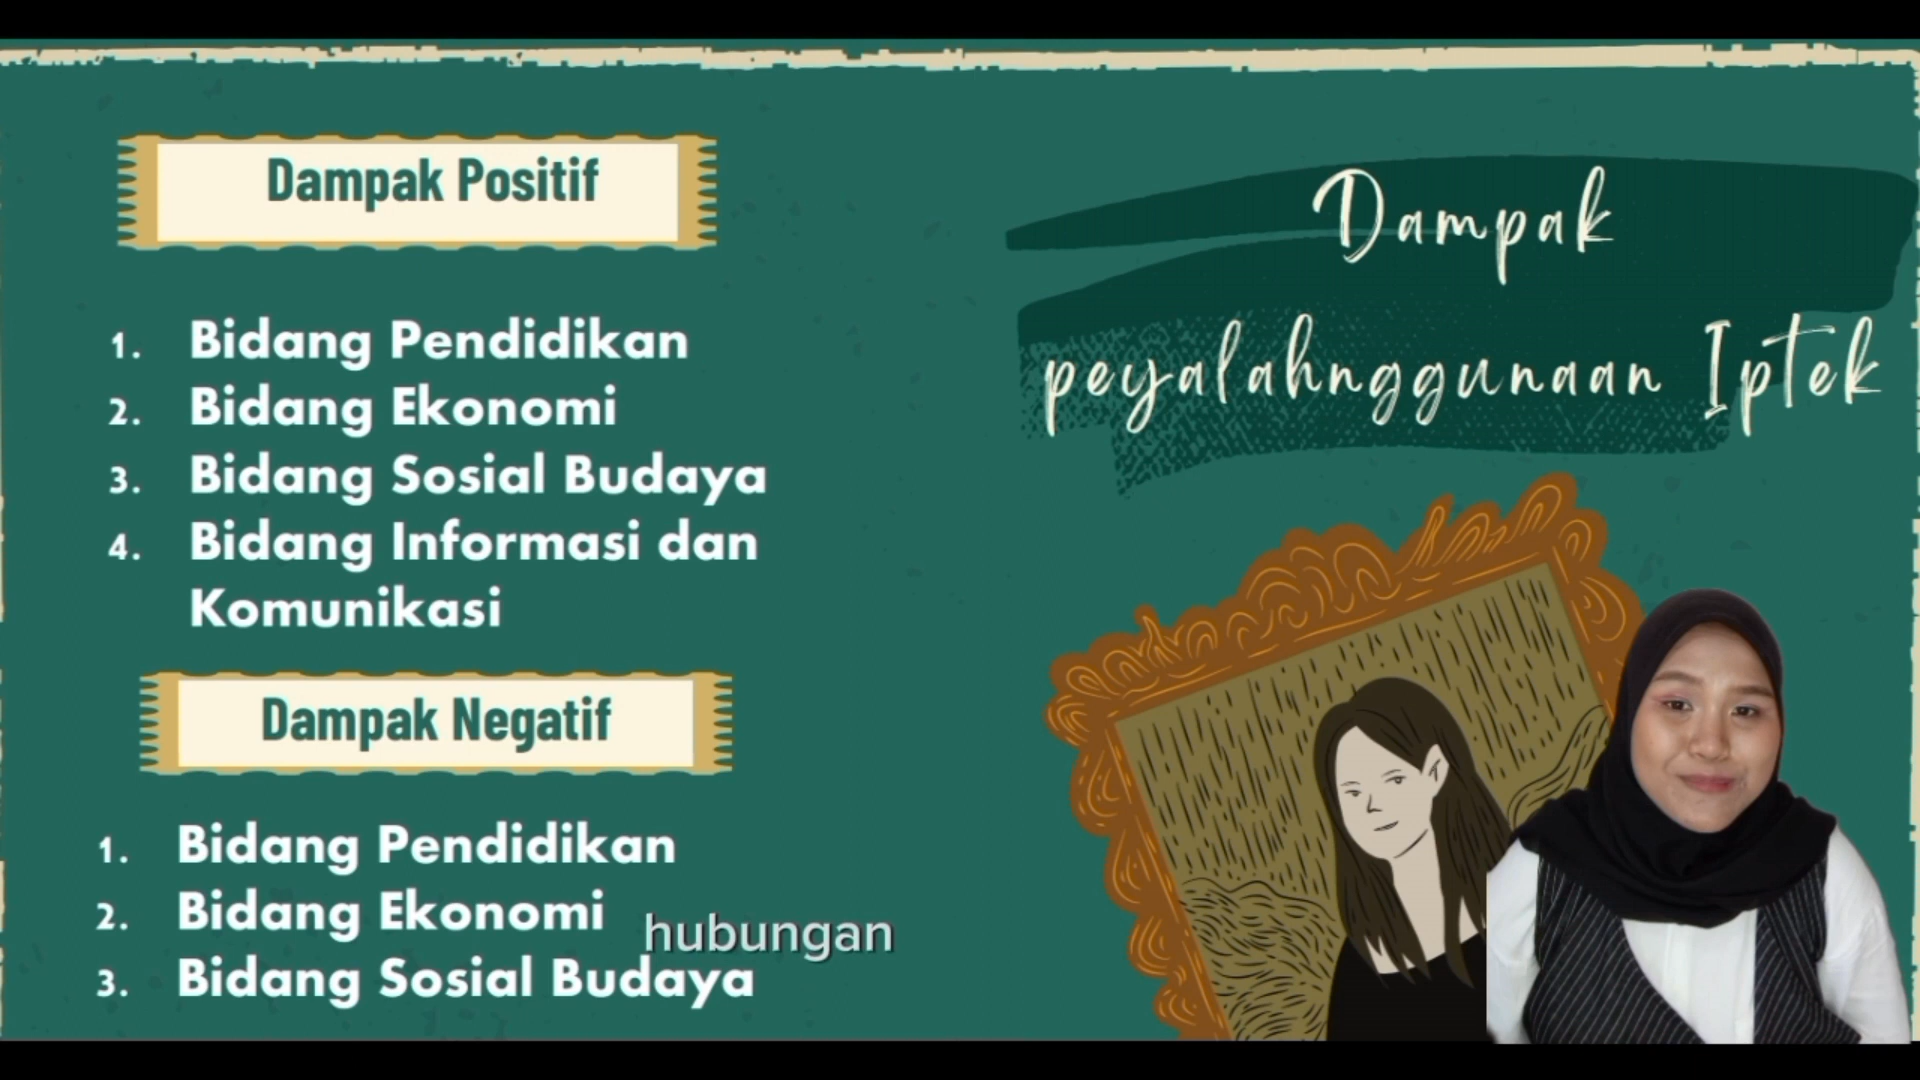 Dampak Positif
1. Bidang Pendidikan
2. Bidang Ekonomi
3. Bidang Sosial Budaya
4. Bidang Informasi dan
Komunikasi
Dampak Negatif
1. Bidang Pendidikan
2. Bidang Ekonomi
3. Bidang Sosial Budaya
hubungan
Dampak
peyalahnggunaan Iptek